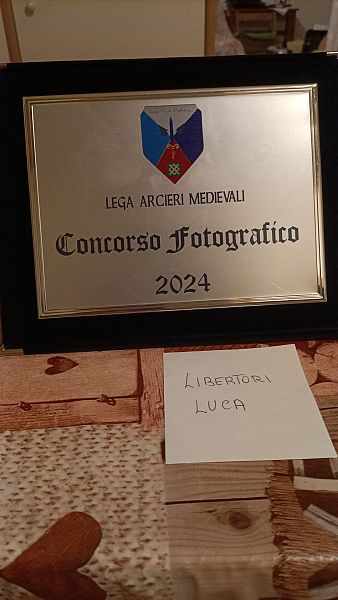 LEGA ARCIERI MEDIEVALI
Concorso Fotografico
2024
LIBERTORI
LUCA